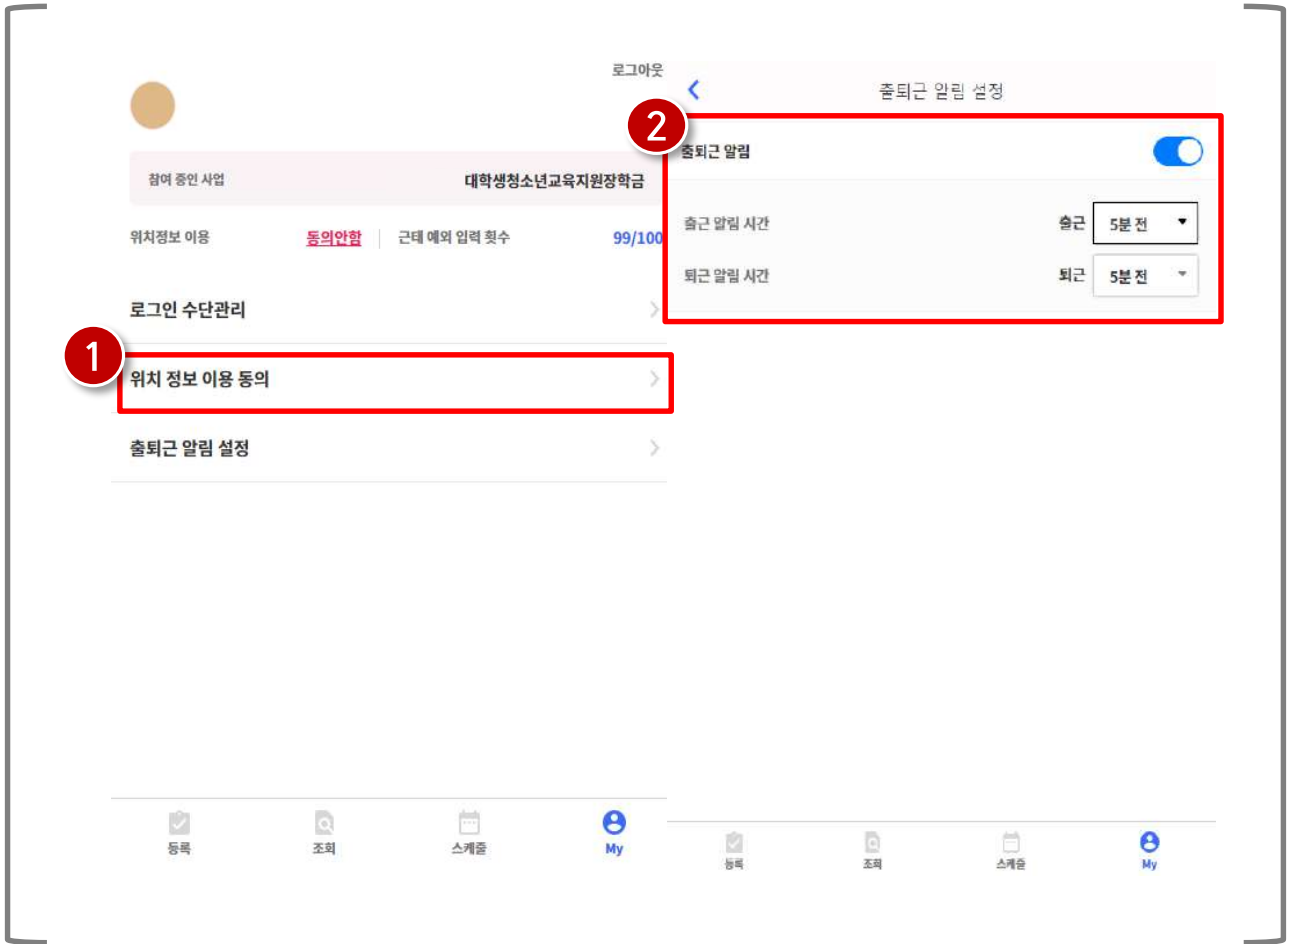 로그아웃
참여 중인 사업 대학생청소년교육지원장학금
위치정보 이용 동의안함 근태 예외 입력 횟수 99/100
로그인 수단관리
1
위치 정보 이용 동의
출퇴근 알림 설정
등록 조회 스케줄 My
출퇴근 알림 설정
2
출퇴근 알림
출근 알림 시간 출근 5분 전
퇴근 알림 시간 퇴근 5분 전
등록 조회 스케줄 My